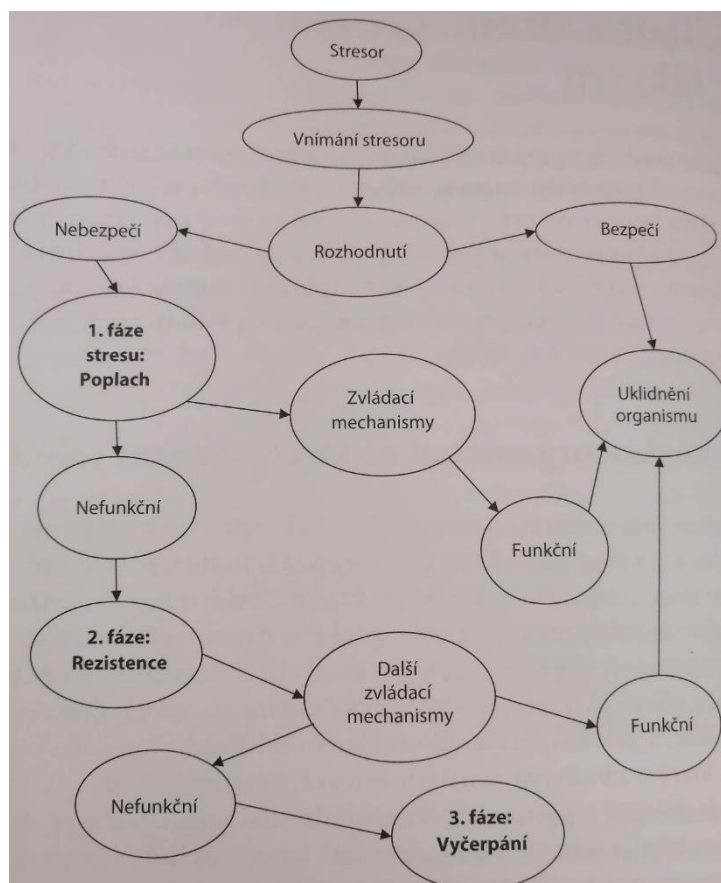 Stresor
Vnímání stresoru
Nebezpečí
Rozhodnutí
Bezpečí
1. fáze
stresu:
Poplach
Zvládací
mechanismy
Uklidnění
organismu
Nefunkční
Funkční
2. fáze:
Rezistence
Další
zvládací
mechanismy
Funkční
Nefunkční
3. fáze:
Vyčerpání